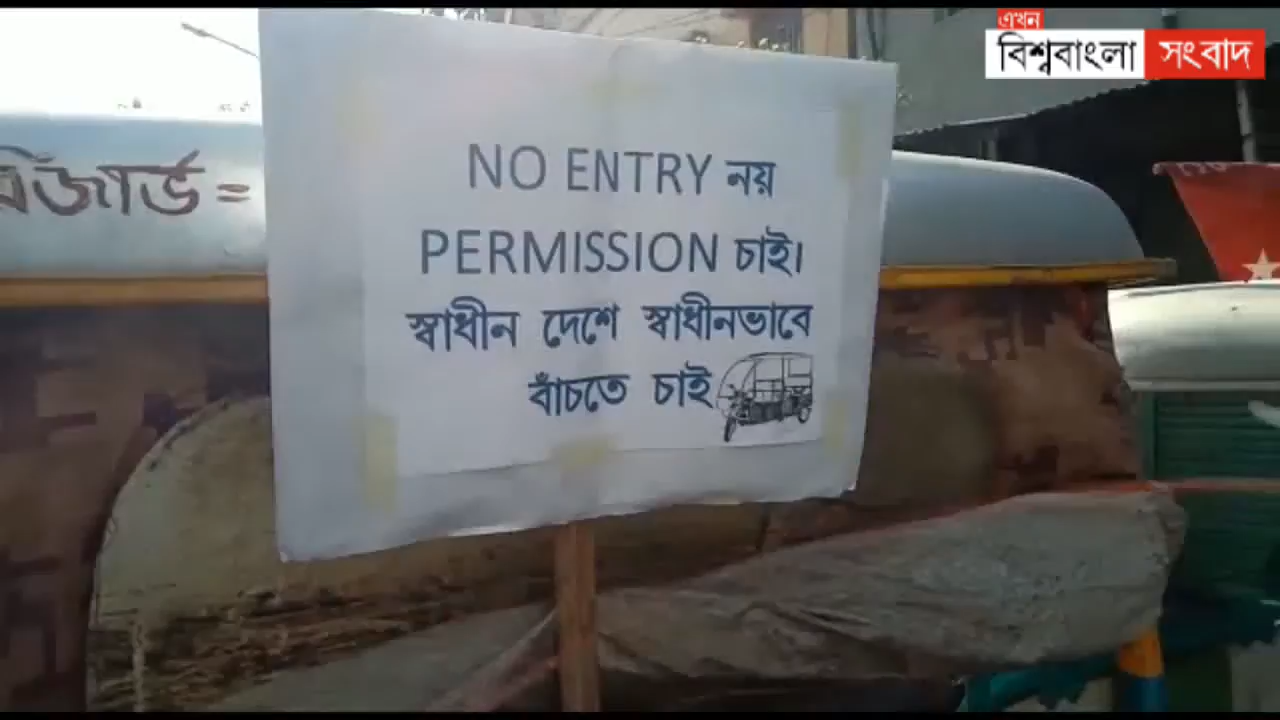 এখন
বিশ্ববাংলা সংবাদ
রিজার্ভ =
NO ENTRY নয়
PERMISSION চাই।
স্বাধীন দেশে স্বাধীনভাবে
বাঁচতে চাই